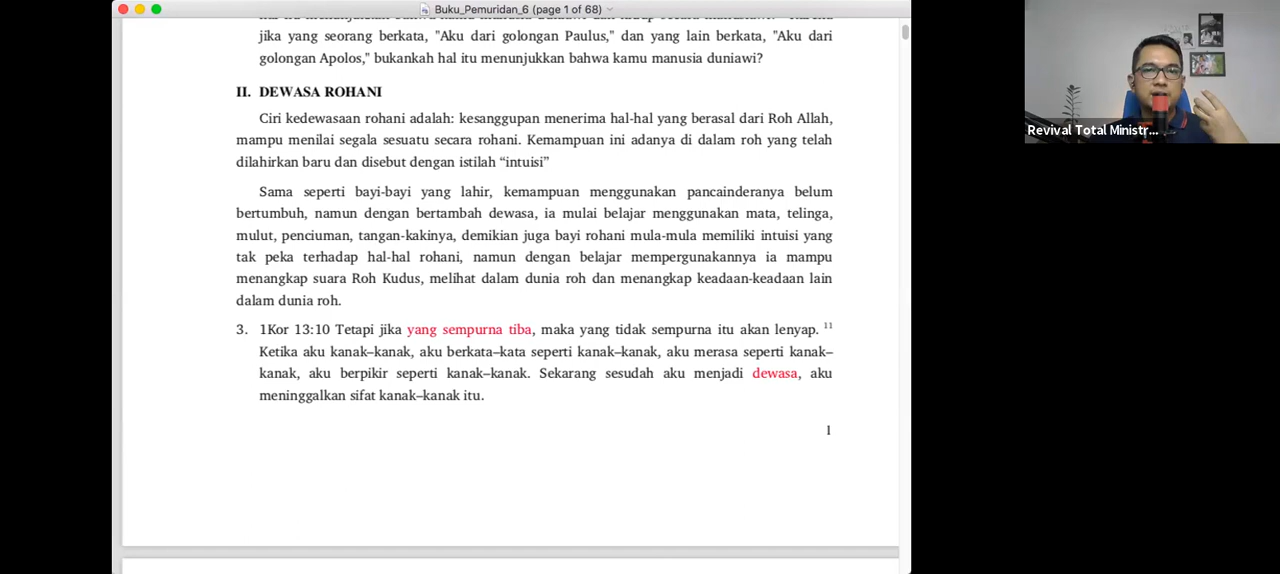 Buku_Pemuridan_6 (page 1 of 68)
jika yang seorang berkata, "Aku dari golongan Paulus," dan yang lain berkata, "Aku dari
golongan Apolos," bukankah hal itu menunjukkan bahwa kamu manusia duniawi?
II. DEWASA ROHANI
Ciri kedewasaan rohani adalah: kesanggupan menerima hal-hal yang berasal dari Roh Allah,
mampu menilai segala sesuatu secara rohani. Kemampuan ini adanya di dalam roh yang telah
dilahirkan baru dan disebut dengan istilah “intuisi”
Sama seperti bayi-bayi yang lahir, kemampuan menggunakan pancainderanya belum
bertumbuh, namun dengan bertambah dewasa, ia mulai belajar menggunakan mata, telinga,
mulut, penciuman, tangan-kakinya, demikian juga bayi rohani mula-mula memiliki intuisi yang
tak peka terhadap hal-hal rohani, namun dengan belajar mempergunakannya ia mampu
menangkap suara Roh Kudus, melihat dalam dunia roh dan menangkap keadaan-keadaan lain
dalam dunia roh.
3. 1Kor 13:10 Tetapi jika yang sempurna tiba, maka yang tidak sempurna itu akan lenyap. 11
Ketika aku kanak–kanak, aku berkata–kata seperti kanak–kanak, aku merasa seperti kanak–
kanak, aku berpikir seperti kanak–kanak. Sekarang sesudah aku menjadi dewasa, aku
meninggalkan sifat kanak–kanak itu.
1
Revival Total Ministr...